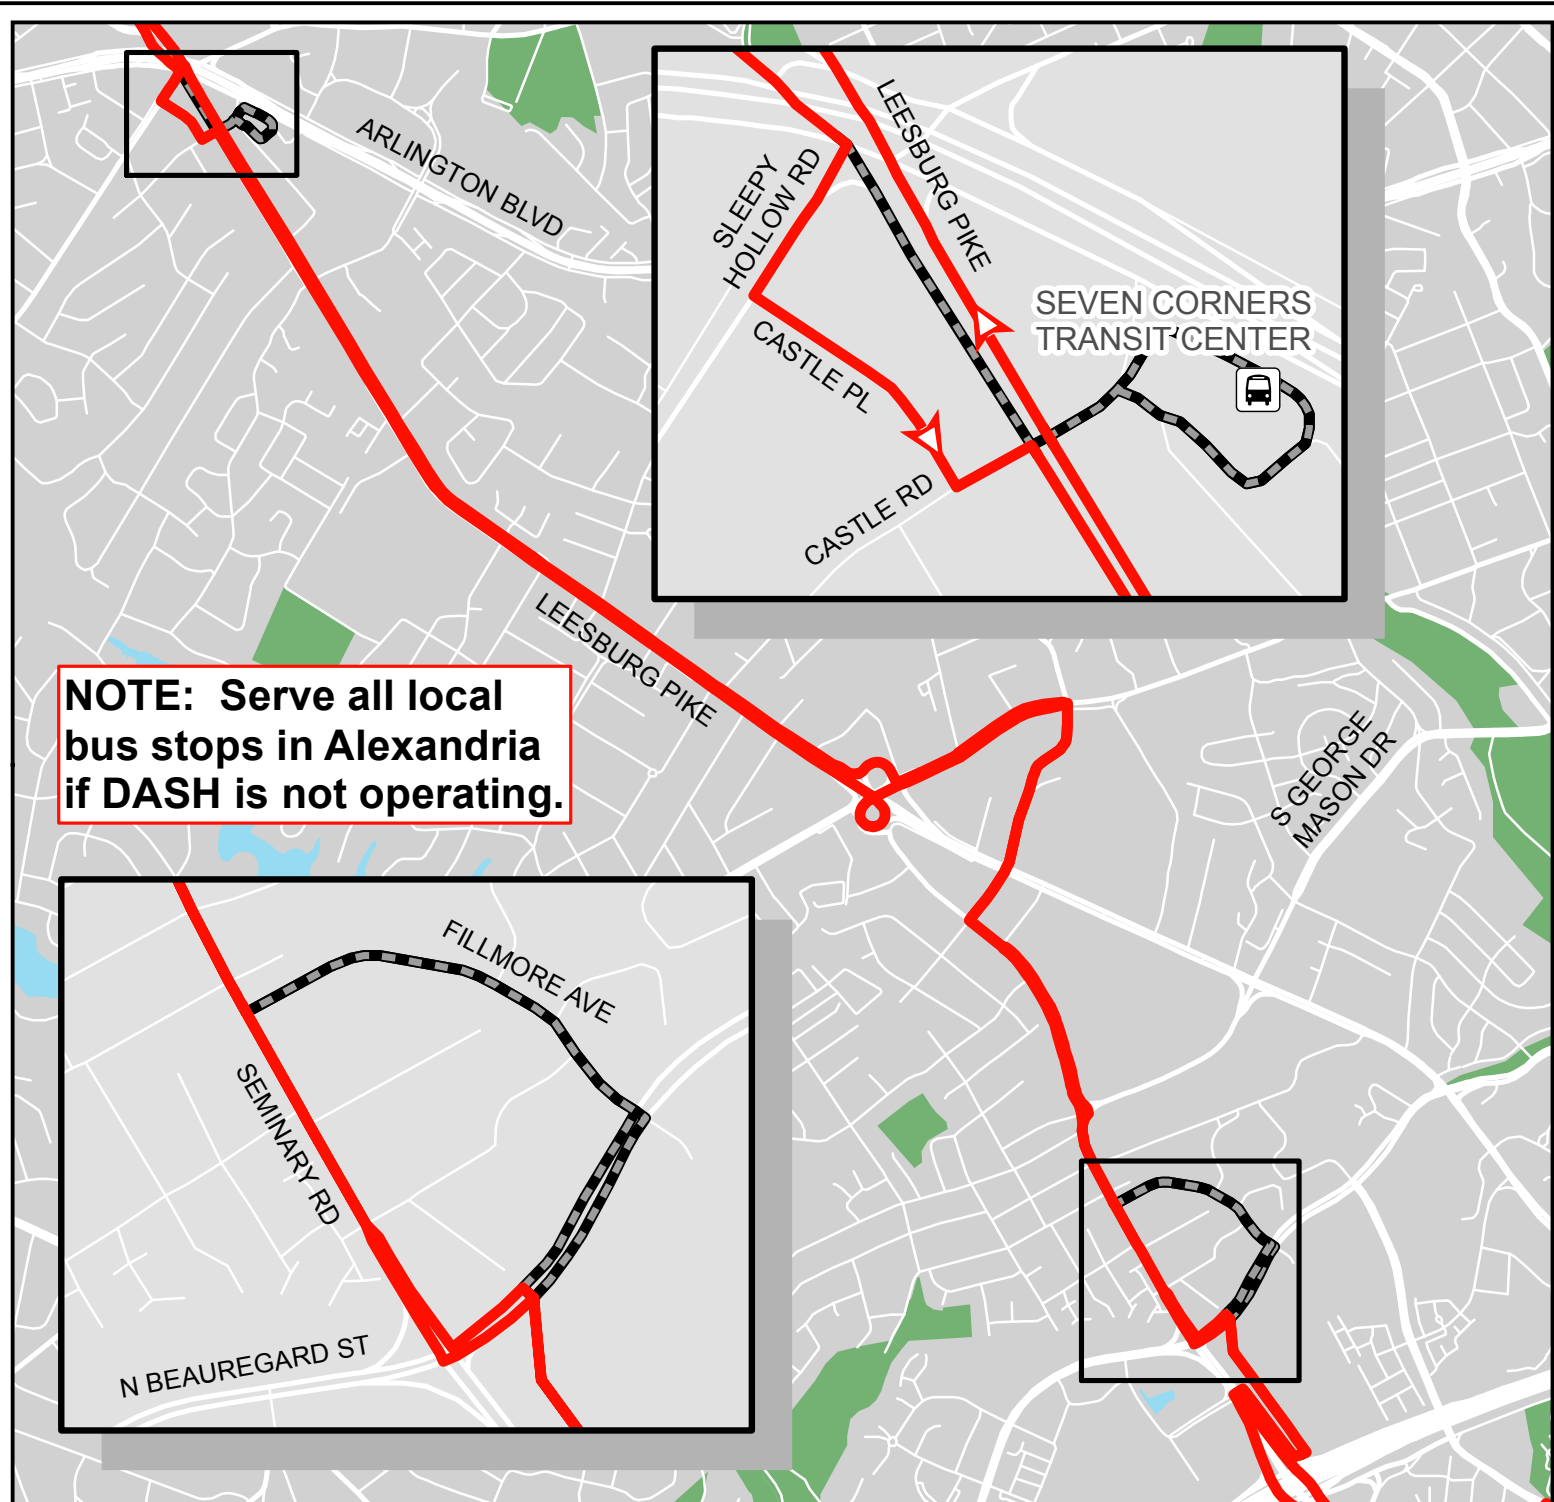 ARLINGTON BLVD
LEESBURG PIKE
SLEEPY
HOLLOW RD
CASTLE PL
CASTLE RD
SEVEN CORNERS
TRANSIT CENTER
LEESBURG PIKE
NOTE:  Serve all local
bus stops in Alexandria
if DASH is not operating.
S GEORGE
MASON DR
FILLMORE AVE
SEMINARY RD
N BEAUREGARD ST